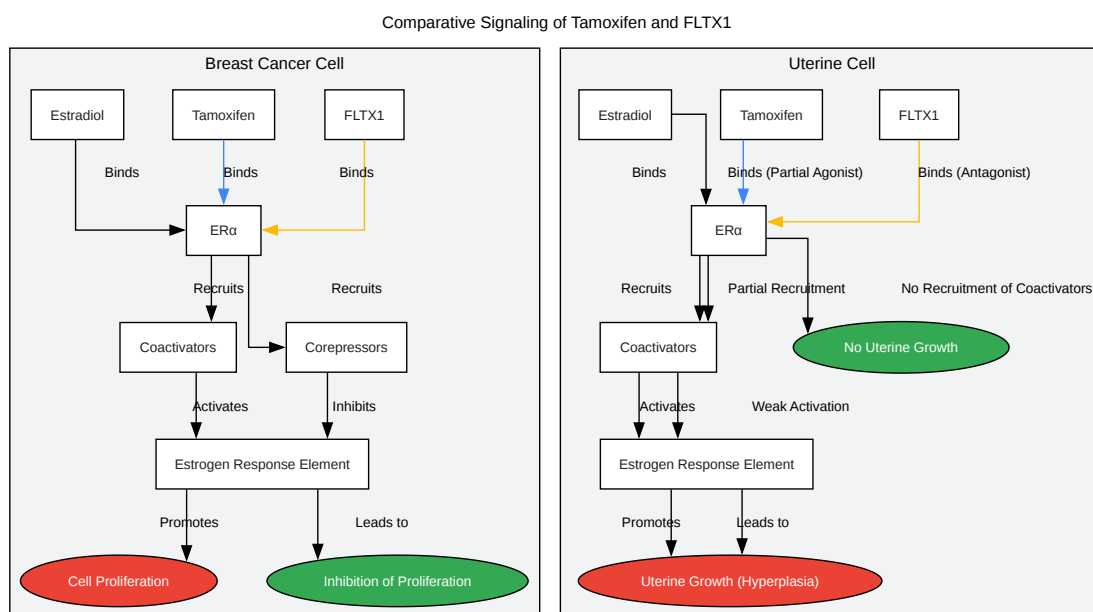 Comparative Signaling of Tamoxifen and FLTX1
Breast Cancer Cell
Estradiol
Tamoxifen
FLTX1
Binds
Binds
Binds
ERα
Recruits
Recruits
Coactivators
Corepressors
Activates
Inhibits
Estrogen Response Element
Promotes
Leads to
Cell Proliferation
Inhibition of Proliferation
Uterine Cell
Estradiol
Tamoxifen
FLTX1
Binds
Binds (Partial Agonist)
Binds (Antagonist)
ERα
Recruits
Partial Recruitment
No Recruitment of Coactivators
Coactivators
No Uterine Growth
Activates
Weak Activation
Estrogen Response Element
Promotes
Leads to
Uterine Growth (Hyperplasia)